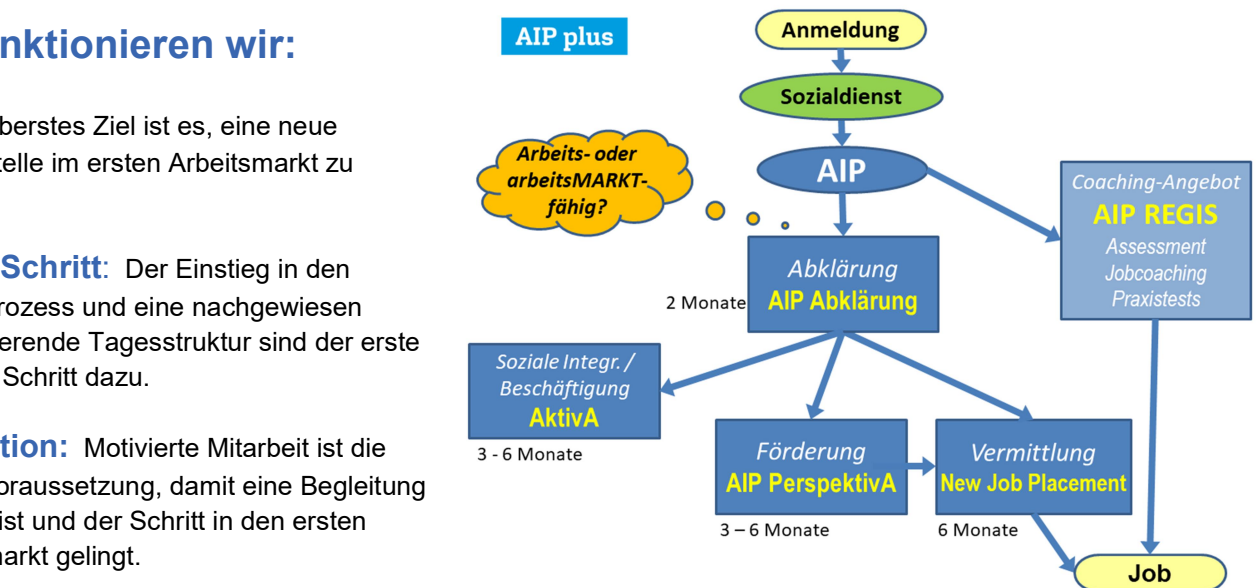 nktionieren wir:
berstes Ziel ist es, eine neue
telle im ersten Arbeitsmarkt zu
Schritt: Der Einstieg in den
rozess und eine nachgewiesen
erende Tagesstruktur sind der erste
Schritt dazu.
tion: Motivierte Mitarbeit ist die
oraussetzung, damit eine Begleitung
ist und der Schritt in den ersten
narkt gelingt.
AIP plus
Anmeldung
Sozialdienst
Arbeits- oder
arbeitsMARKT-
fähig?
AIP
Coaching-Angebot
AIP REGIS
Assessment
Jobcoaching
Praxistests
2 Monate
Abklärung
AIP Abklärung
Soziale Integr. /
Beschäftigung
AktivA
3 - 6 Monate
Förderung
AIP PerspektivA
3 – 6 Monate
Vermittlung
New Job Placement
6 Monate
Job